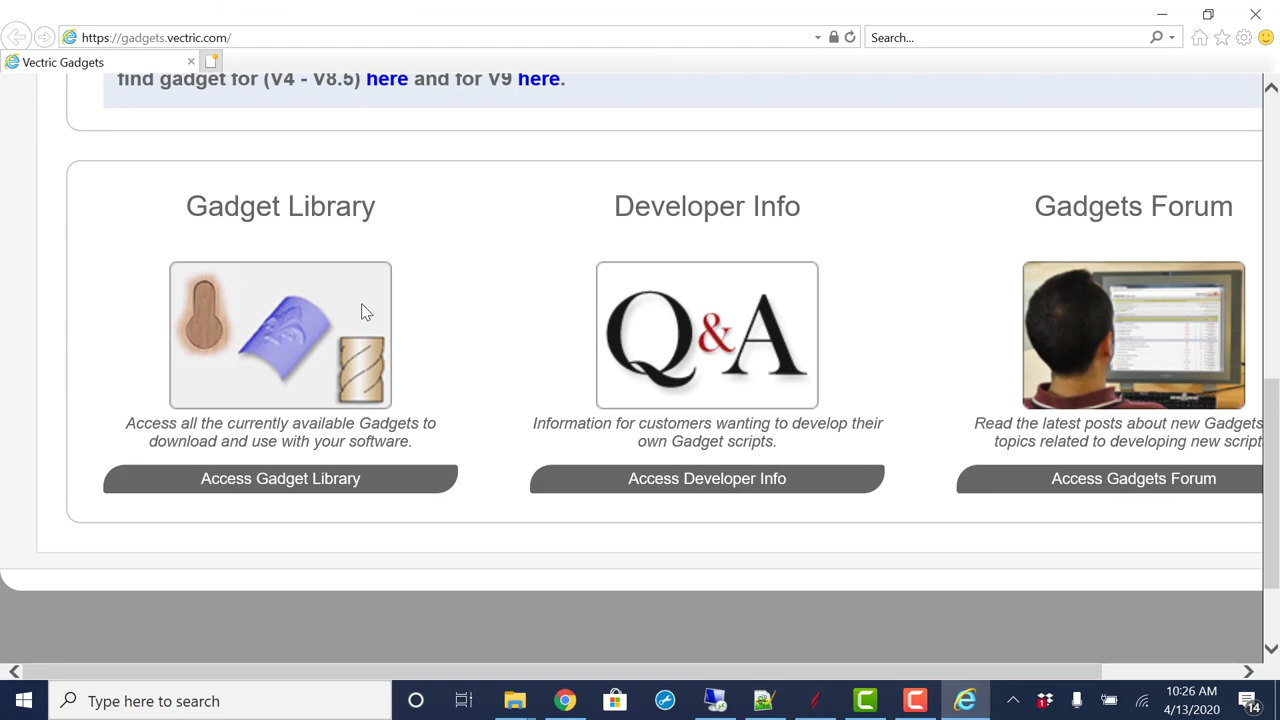 https://gadgets.vectric.com/
Search...
Vectric Gadgets
find gadget for (V4 - V8.5) here and for V9 here.
Gadget Library
Developer Info
Gadgets Forum
Q&A
Access all the currently available Gadgets to
download and use with your software.
Information for customers wanting to develop their
own Gadget scripts.
Read the latest posts about new Gadgets
topics related to developing new script
Access Gadget Library
Access Developer Info
Access Gadgets Forum
Type here to search
10:26 AM
4/13/2020
14